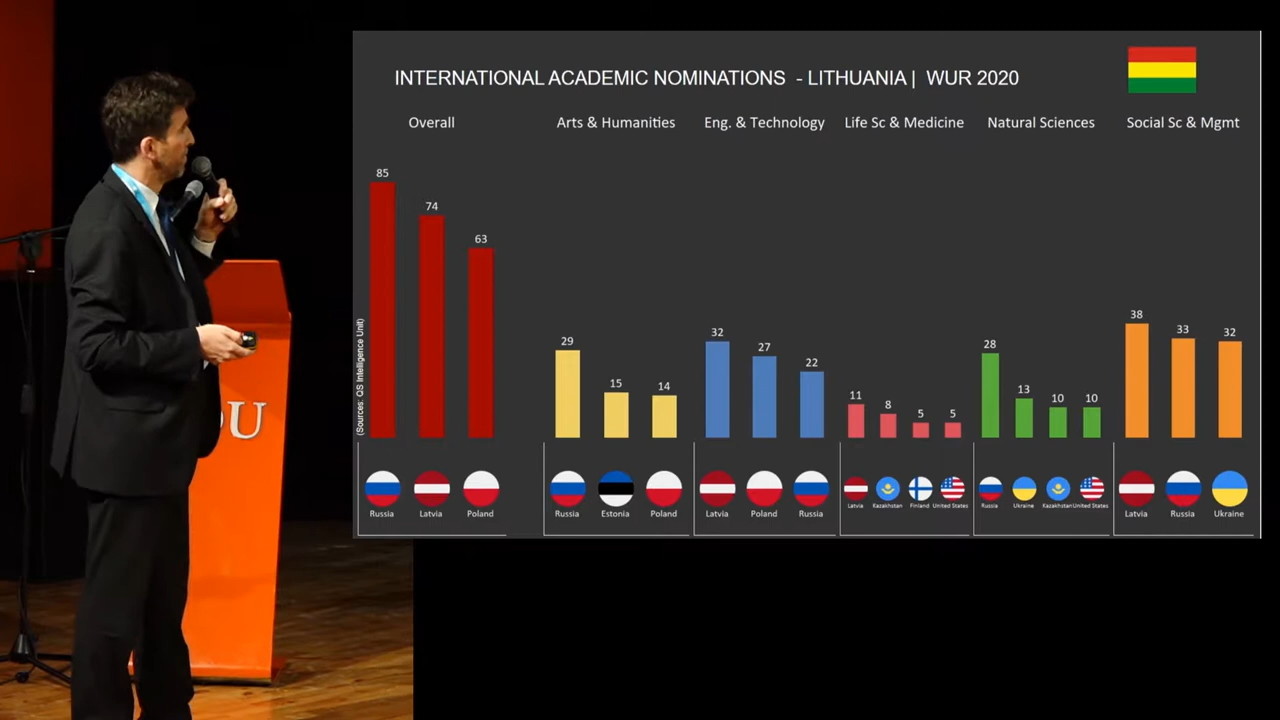 INTERNATIONAL ACADEMIC NOMINATIONS - LITHUANIA | WUR 2020
Overall
Arts & Humanities
Eng. & Technology
Life Sc & Medicine
Natural Sciences
Social Sc & Mgmt
(Sources: QS Intelligence Unit)
85
74
63
29
15
14
32
27
22
11
8
5
5
28
13
10
10
38
33
32
Russia
Latvia
Poland
Russia
Estonia
Poland
Latvia
Poland
Russia
Latvia
Kazakhstan
Finland
United States
Russia
Ukraine
Kazakhstan
United States
Latvia
Russia
Ukraine
OU